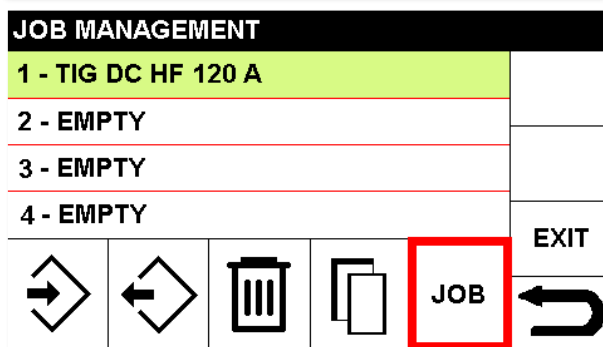 JOB MANAGEMENT
1 - TIG DC HF 120 A
2 - EMPTY
3 - EMPTY
4 - EMPTY
EXIT
JOB